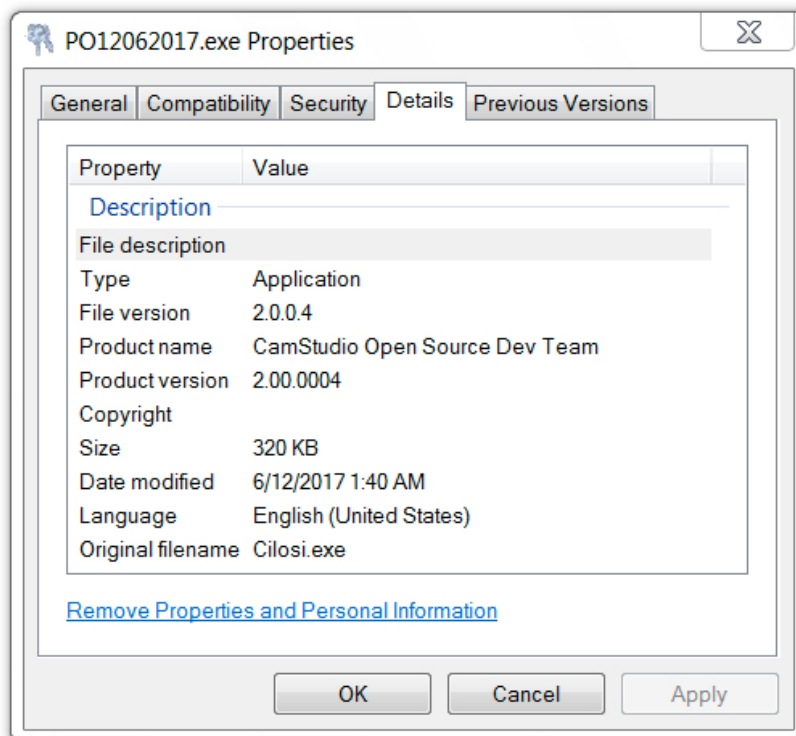 PO12062017.exe Properties
General Compatibility Security Details Previous Versions
Property Value
Description
File description
Type Application
File version 2.0.0.4
Product name CamStudio Open Source Dev Team
Product version 2.00.0004
Copyright
Size 320 KB
Date modified 6/12/2017 1:40 AM
Language English (United States)
Original filename Cilosi.exe
Remove Properties and Personal Information
OK Cancel Apply